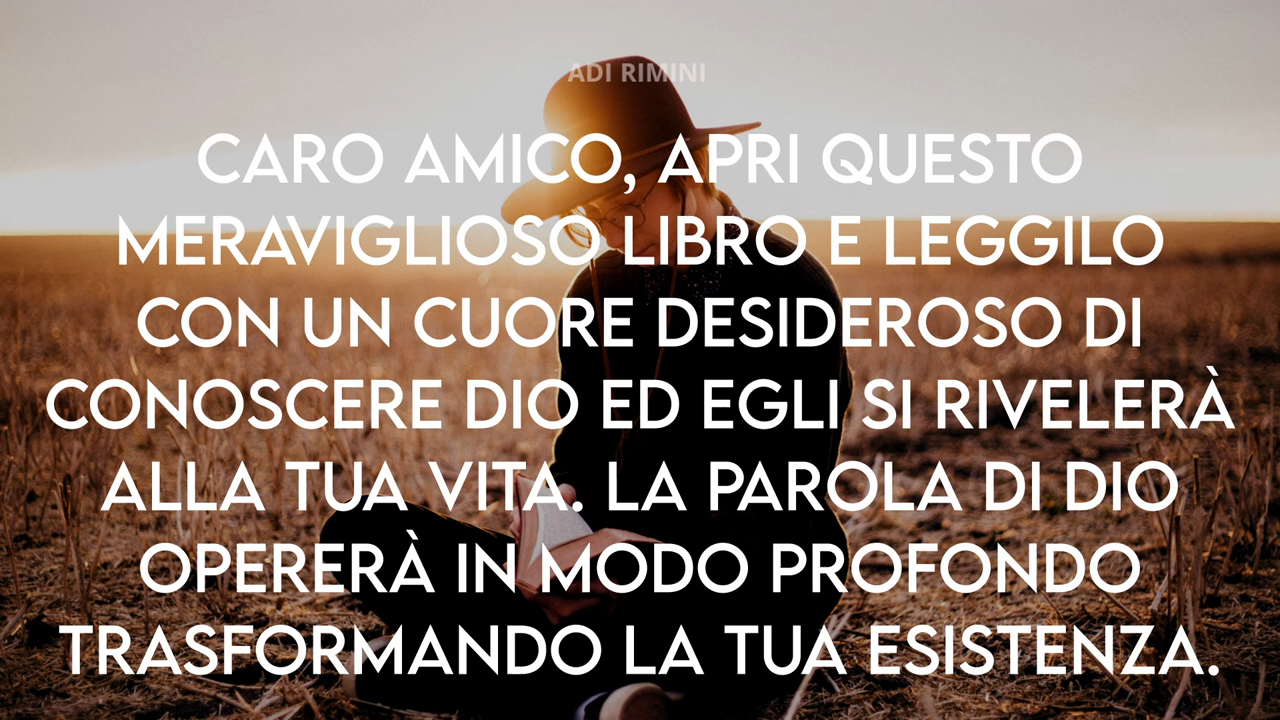 ADI RIMINI
CARO AMICO, APRI QUESTO
MERAVIGLIOSO LIBRO E LEGGILO
CON UN CUORE DESIDEROSO DI
CONOSCERE DIO ED EGLI SI RIVELERÀ
ALLA TUA VITA. LA PAROLA DI DIO
OPERERÀ IN MODO PROFONDO
TRASFORMANDO LA TUA ESISTENZA.